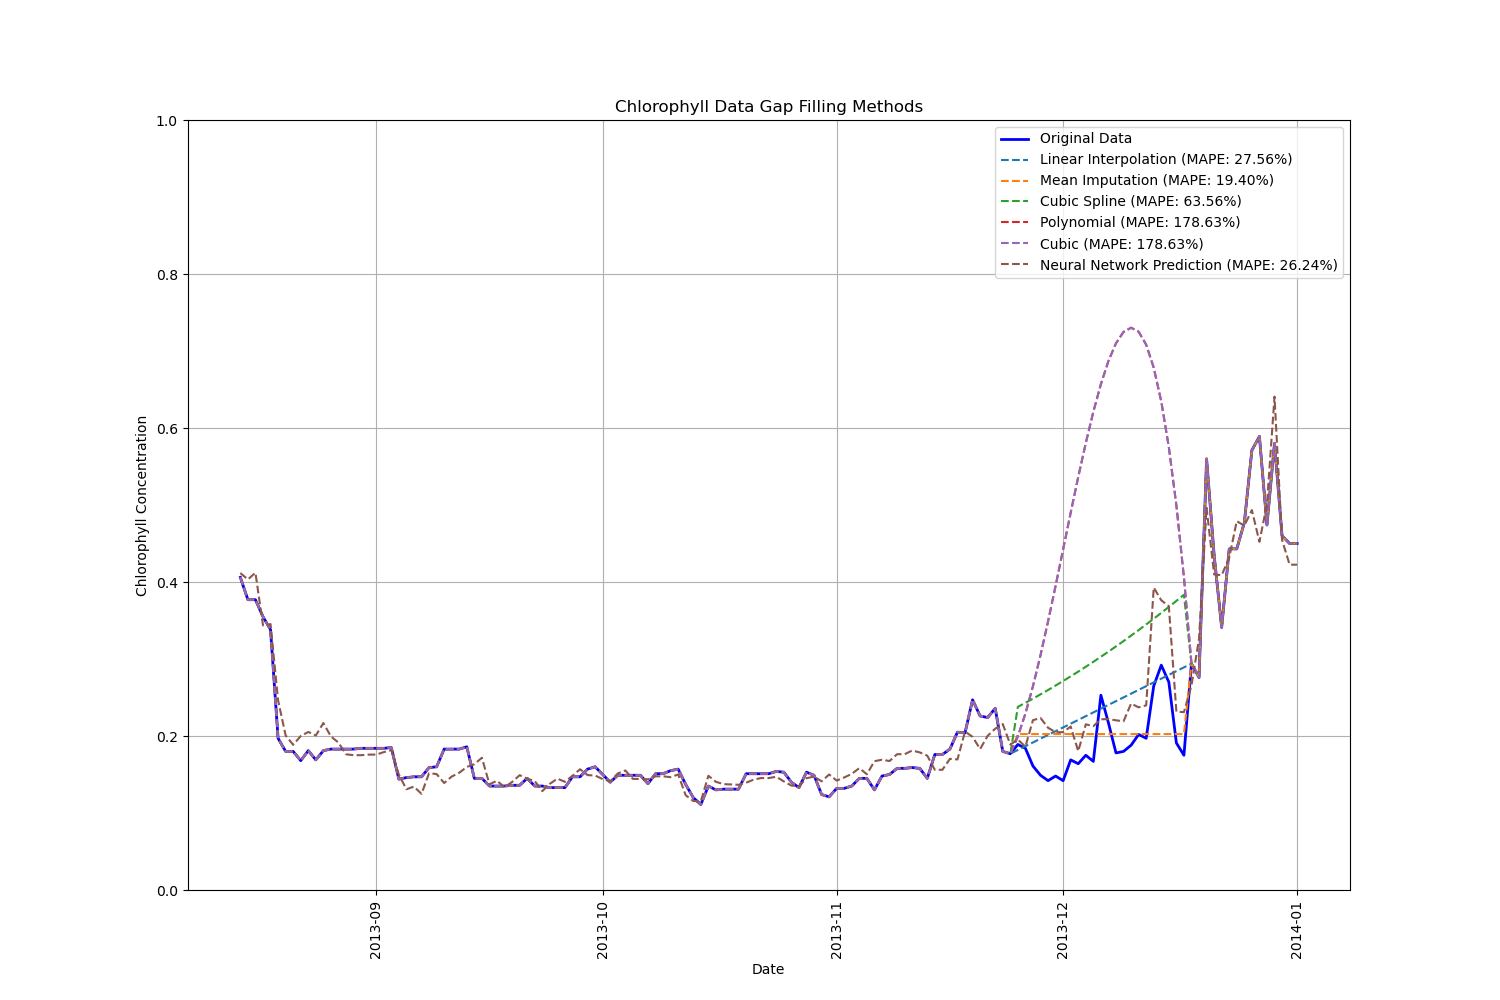 Chlorophyll Data Gap Filling Methods
1.0
0.8
0.6
0.4
0.2
0.0
Chlorophyll Concentration
Original Data
Linear Interpolation (MAPE: 27.56%)
Mean Imputation (MAPE: 19.40%)
Cubic Spline (MAPE: 63.56%)
Polynomial (MAPE: 178.63%)
Cubic (MAPE: 178.63%)
Neural Network Prediction (MAPE: 26.24%)
2013-09
2013-10
2013-11
2013-12
2014-01
Date